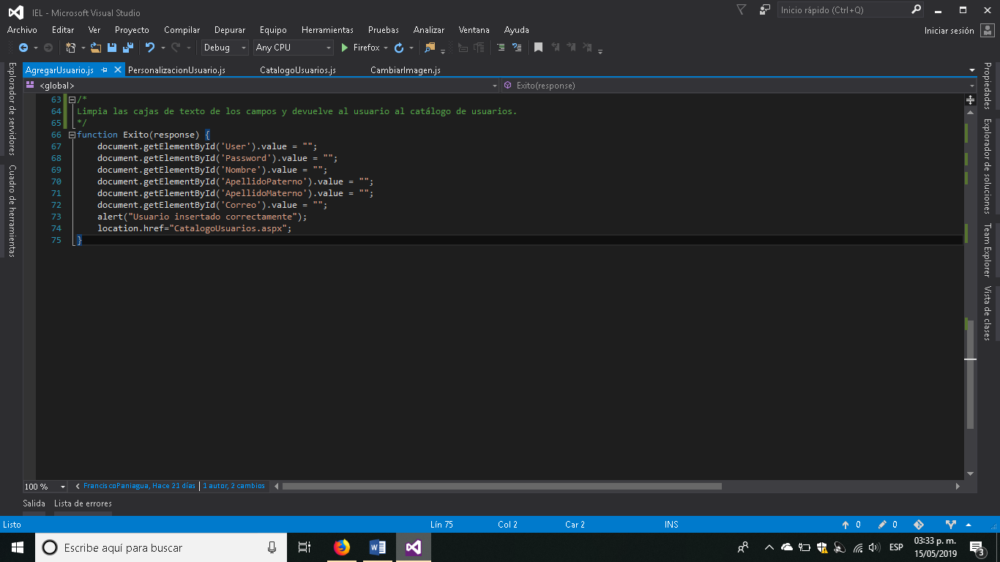 IEL - Microsoft Visual Studio
Inicio rápido (Ctrl+Q)
Archivo Editar Ver Proyecto Compilar Depurar Equipo Herramientas Pruebas Analizar Ventana Ayuda
Iniciar sesión
Debug Any CPU Firefox
AgregarUsuario.js PersonalizacionUsuario.js CatalogoUsuarios.js CambiarImagen.js
<global> Exito(response)
Explorador de servidores
Cuadro de herramientas
63 /*
64 Limpia las cajas de texto de los campos y devuelve al usuario al catálogo de usuarios.
65 */
66 function Exito(response) {
67 document.getElementById('User').value = "";
68 document.getElementById('Password').value = "";
69 document.getElementById('Nombre').value = "";
70 document.getElementById('ApellidoPaterno').value = "";
71 document.getElementById('ApellidoMaterno').value = "";
72 document.getElementById('Correo').value = "";
73 alert("Usuario insertado correctamente");
74 location.href="CatalogoUsuarios.aspx";
75 }
Propiedades
Explorador de soluciones
Team Explorer
Vista de clases
100 % FranciscoPaniagua, Hace 21 días | 1 autor, 2 cambios
Salida Lista de errores
Listo Lín 75 Col 2 Car 2 INS 0 0
Escribe aquí para buscar
ESP
03:33 p. m.
15/05/2019
3